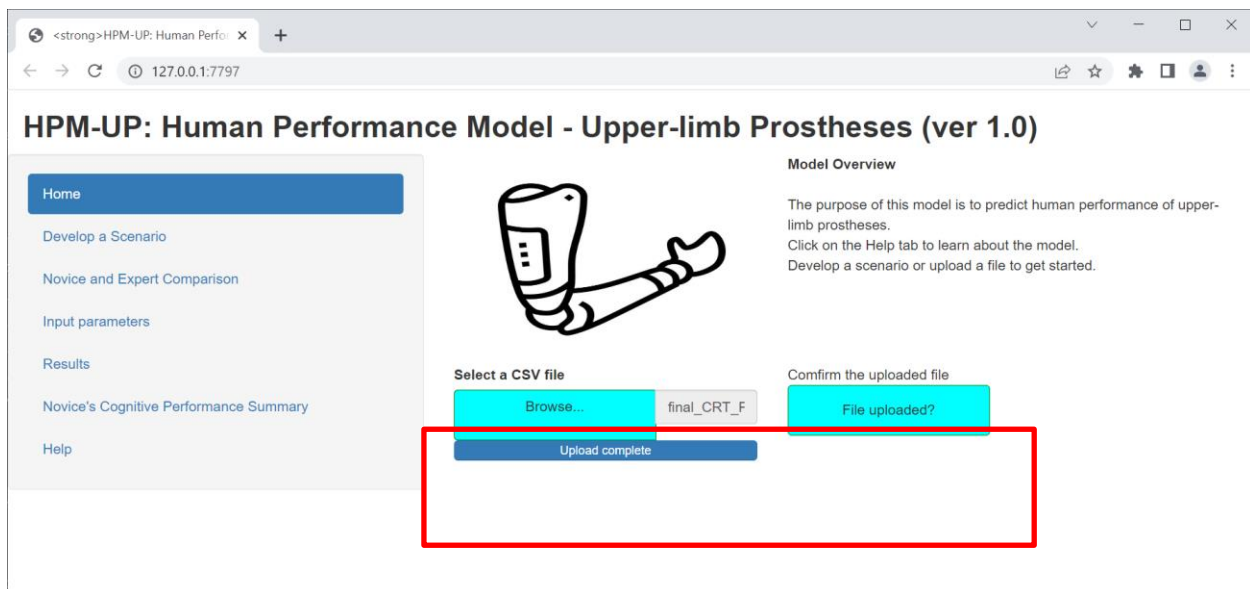 <strong>HPM-UP: Human Perfo
127.0.0.1:7797
HPM-UP: Human Performance Model - Upper-limb Prostheses (ver 1.0)
Home
Develop a Scenario
Novice and Expert Comparison
Input parameters
Results
Novice's Cognitive Performance Summary
Help
Model Overview
The purpose of this model is to predict human performance of upper-
limb prostheses.
Click on the Help tab to learn about the model.
Develop a scenario or upload a file to get started.
Select a CSV file
Browse...
final_CRT_F
Upload complete
Comfirm the uploaded file
File uploaded?